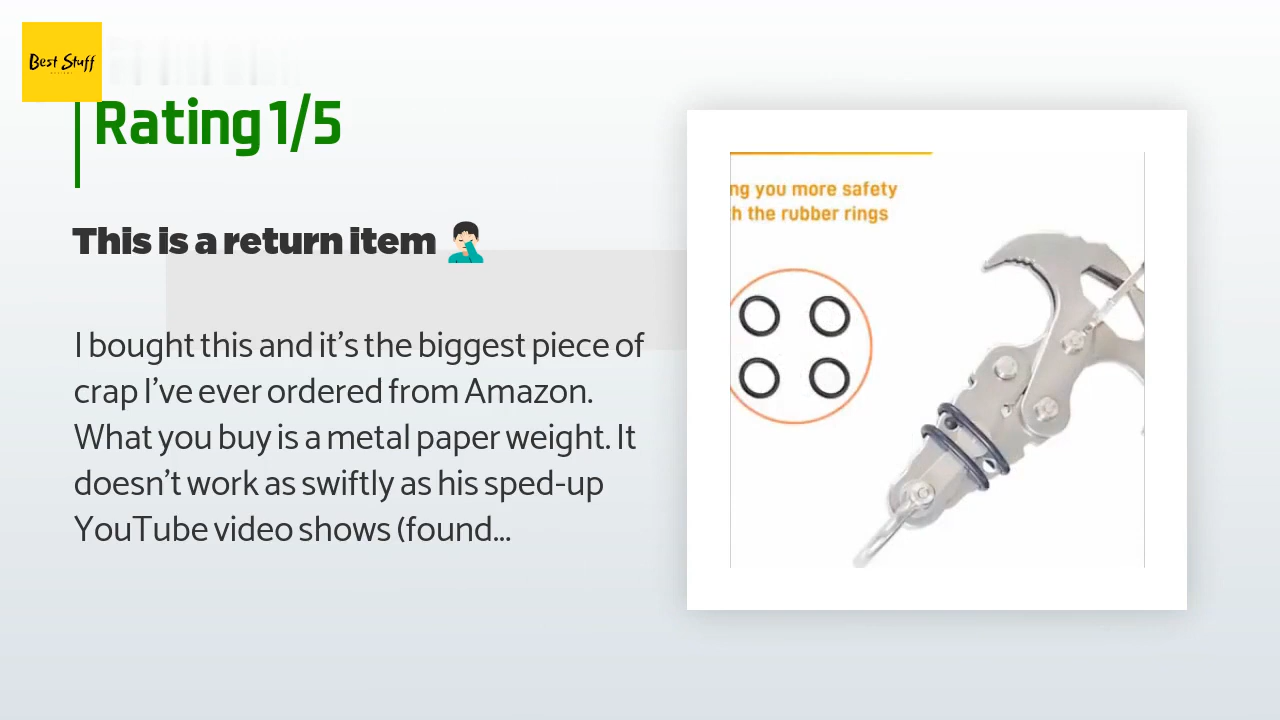 Best Stuff
Rating 1/5
This is a return item 🤦🏻‍♂️
I bought this and it’s the biggest piece of
crap I’ve ever ordered from Amazon.
What you buy is a metal paper weight. It
doesn’t work as swiftly as his sped-up
YouTube video shows (found...
ng you more safety
h the rubber rings